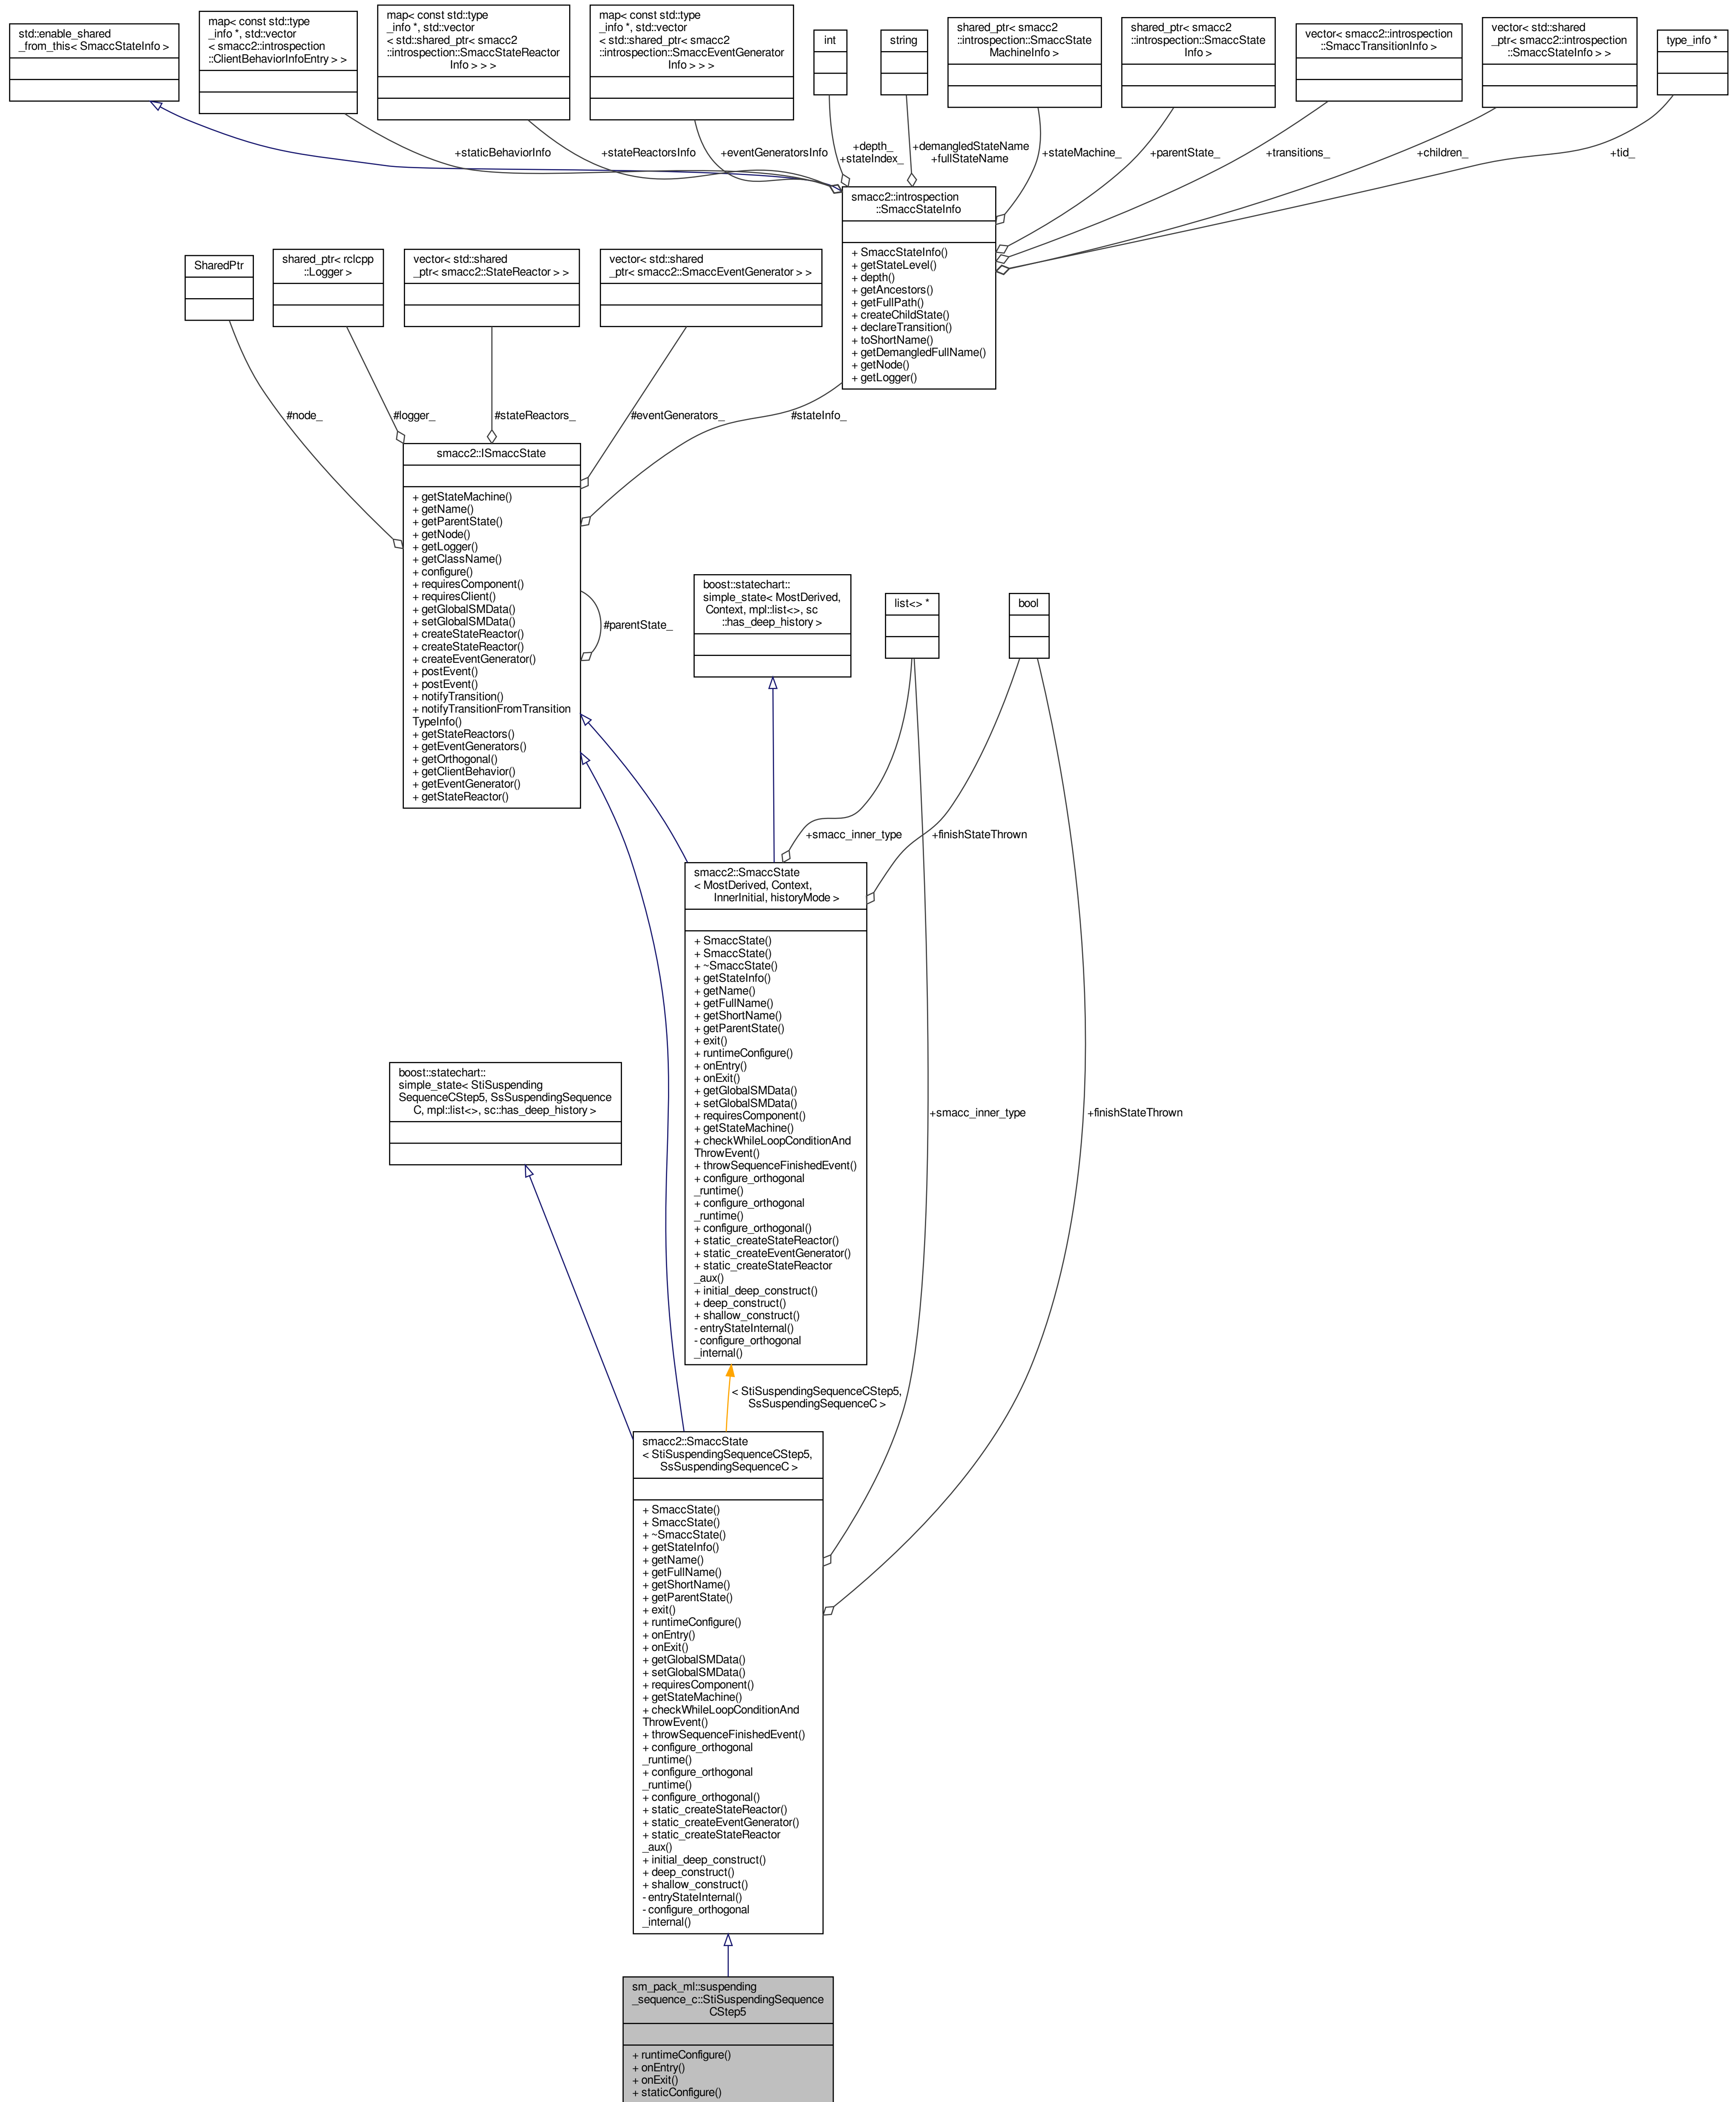 std::enable_shared
_from_this< SmaccStateInfo >
map< const std::type
_info *, std::vector
< smacc2::introspection
::ClientBehaviorInfoEntry > >
map< const std::type
_info *, std::vector
< std::shared_ptr< smacc2
::introspection::SmaccStateReactor
Info > > >
map< const std::type
_info *, std::vector
< std::shared_ptr< smacc2
::introspection::SmaccEventGenerator
Info > > >
int
string
shared_ptr< smacc2
::introspection::SmaccState
MachineInfo >
shared_ptr< smacc2
::introspection::SmaccState
Info >
vector< smacc2::introspection
::SmaccTransitionInfo >
vector< std::shared
_ptr< smacc2::introspection
::SmaccStateInfo > >
type_info *
+staticBehaviorInfo
+stateReactorsInfo
+eventGeneratorsInfo
+depth_
+stateIndex_
+demangledStateName
+fullStateName
+stateMachine_
+parentState_
+transitions_
+children_
+tid_
smacc2::introspection
::SmaccStateInfo
+ SmaccStateInfo()
+ getStateLevel()
+ depth()
+ getAncestors()
+ getFullPath()
+ createChildState()
+ declareTransition()
+ toShortName()
+ getDemangledFullName()
+ getNode()
+ getLogger()
SharedPtr
shared_ptr< rclcpp
::Logger >
vector< std::shared
_ptr< smacc2::StateReactor > >
vector< std::shared
_ptr< smacc2::SmaccEventGenerator > >
#node_
#logger_
#stateReactors_
#eventGenerators_
#stateInfo_
smacc2::ISmaccState
+ getStateMachine()
+ getName()
+ getParentState()
+ getNode()
+ getLogger()
+ getClassName()
+ configure()
+ requiresComponent()
+ requiresClient()
+ getGlobalSMData()
+ setGlobalSMData()
+ createStateReactor()
+ createStateReactor()
+ createEventGenerator()
+ postEvent()
+ postEvent()
+ notifyTransition()
+ notifyTransitionFromTransition
TypeInfo()
+ getStateReactors()
+ getEventGenerators()
+ getOrthogonal()
+ getClientBehavior()
+ getEventGenerator()
+ getStateReactor()
#parentState_
boost::statechart::
simple_state< MostDerived,
Context, mpl::list<>, sc
::has_deep_history >
list<> *
bool
+smacc_inner_type
+finishStateThrown
smacc2::SmaccState
< MostDerived, Context,
InnerInitial, historyMode >
+ SmaccState()
+ SmaccState()
+ ~SmaccState()
+ getStateInfo()
+ getName()
+ getFullName()
+ getShortName()
+ getParentState()
+ exit()
+ runtimeConfigure()
+ onEntry()
+ onExit()
+ getGlobalSMData()
+ setGlobalSMData()
+ requiresComponent()
+ getStateMachine()
+ checkWhileLoopConditionAnd
ThrowEvent()
+ throwSequenceFinishedEvent()
+ configure_orthogonal
_runtime()
+ configure_orthogonal
_runtime()
+ configure_orthogonal()
+ static_createStateReactor()
+ static_createEventGenerator()
+ static_createStateReactor
_aux()
+ initial_deep_construct()
+ deep_construct()
+ shallow_construct()
- entryStateInternal()
- configure_orthogonal
_internal()
boost::statechart::
simple_state< StiSuspending
SequenceCStep5, SsSuspendingSequence
C, mpl::list<>, sc::has_deep_history >
+smacc_inner_type
+finishStateThrown
< StiSuspendingSequenceCStep5,
SsSuspendingSequenceC >
smacc2::SmaccState
< StiSuspendingSequenceCStep5,
SsSuspendingSequenceC >
+ SmaccState()
+ SmaccState()
+ ~SmaccState()
+ getStateInfo()
+ getName()
+ getFullName()
+ getShortName()
+ getParentState()
+ exit()
+ runtimeConfigure()
+ onEntry()
+ onExit()
+ getGlobalSMData()
+ setGlobalSMData()
+ requiresComponent()
+ getStateMachine()
+ checkWhileLoopConditionAnd
ThrowEvent()
+ throwSequenceFinishedEvent()
+ configure_orthogonal
_runtime()
+ configure_orthogonal
_runtime()
+ configure_orthogonal()
+ static_createStateReactor()
+ static_createEventGenerator()
+ static_createStateReactor
_aux()
+ initial_deep_construct()
+ deep_construct()
+ shallow_construct()
- entryStateInternal()
- configure_orthogonal
_internal()
sm_pack_ml::suspending
_sequence_c::StiSuspendingSequence
CStep5
+ runtimeConfigure()
+ onEntry()
+ onExit()
+ staticConfigure()